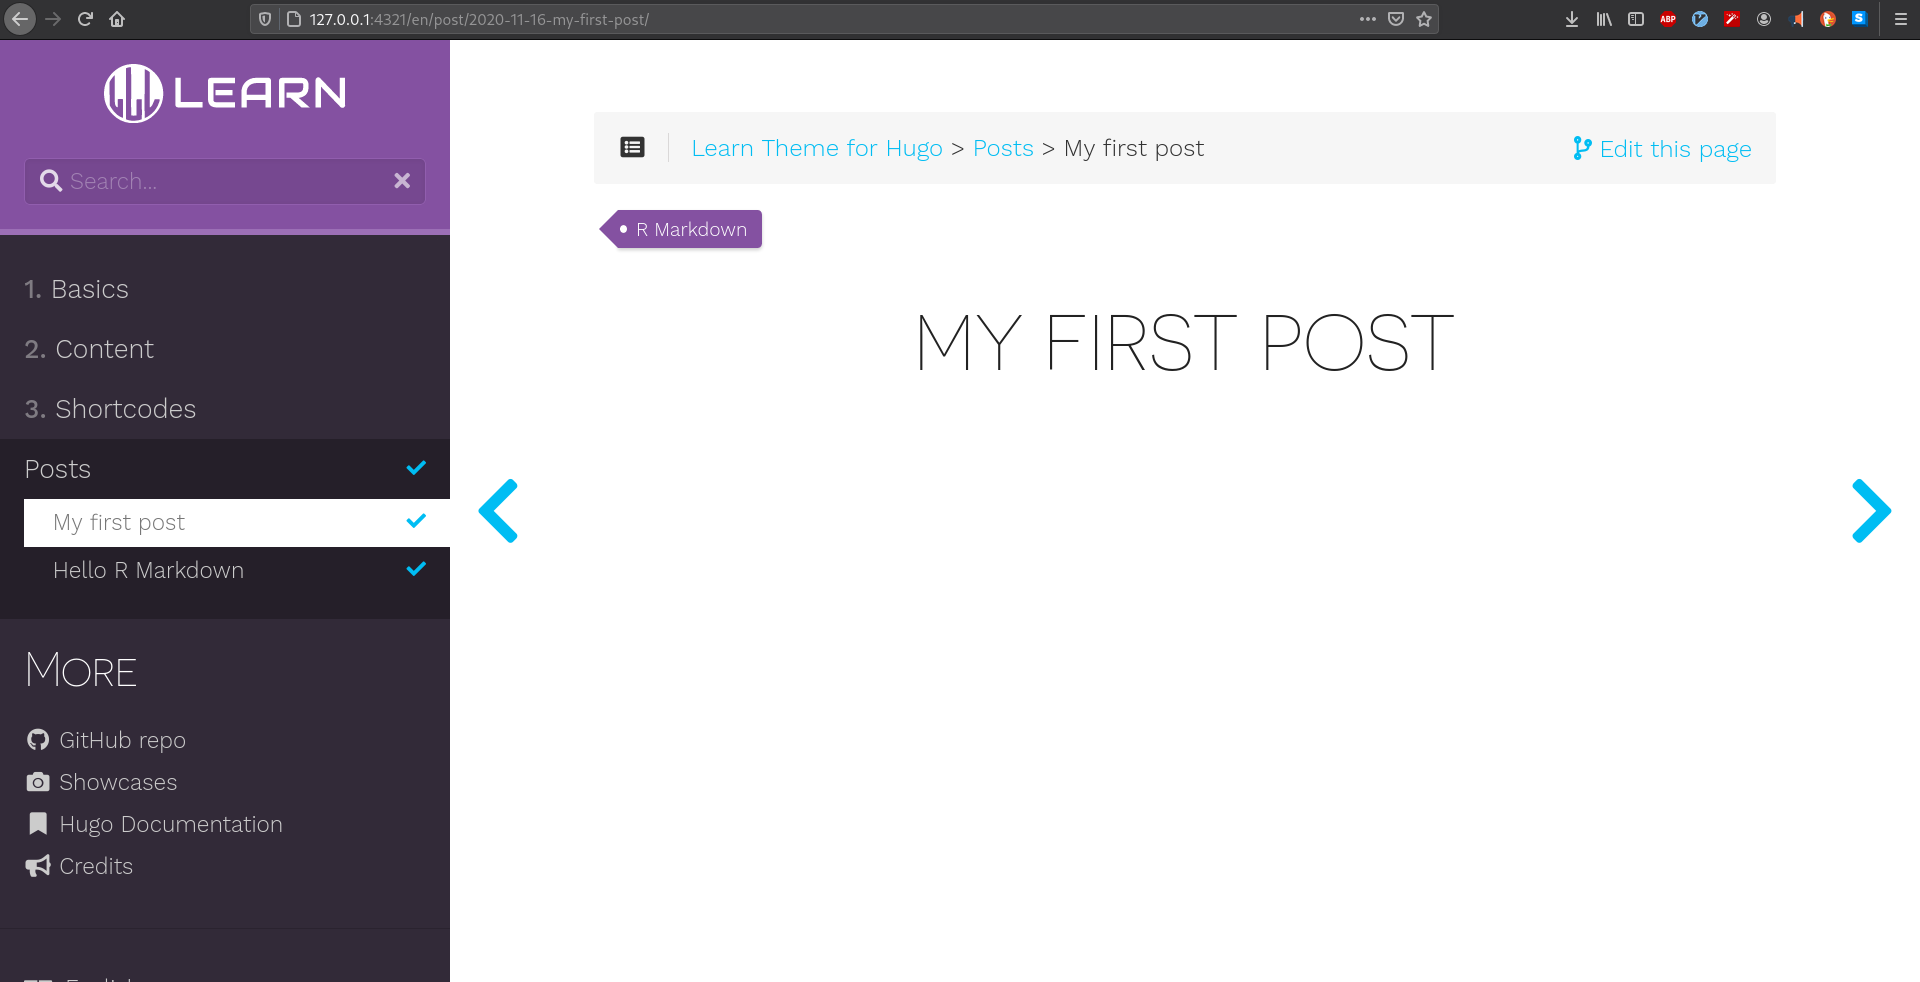 127.0.0.1:4321/en/post/2020-11-16-my-first-post/
ABP
S
LEARN
Search...
Learn Theme for Hugo > Posts > My first post
Edit this page
R Markdown
MY FIRST POST
1. Basics
2. Content
3. Shortcodes
Posts
My first post
Hello R Markdown
MORE
GitHub repo
Showcases
Hugo Documentation
Credits
English